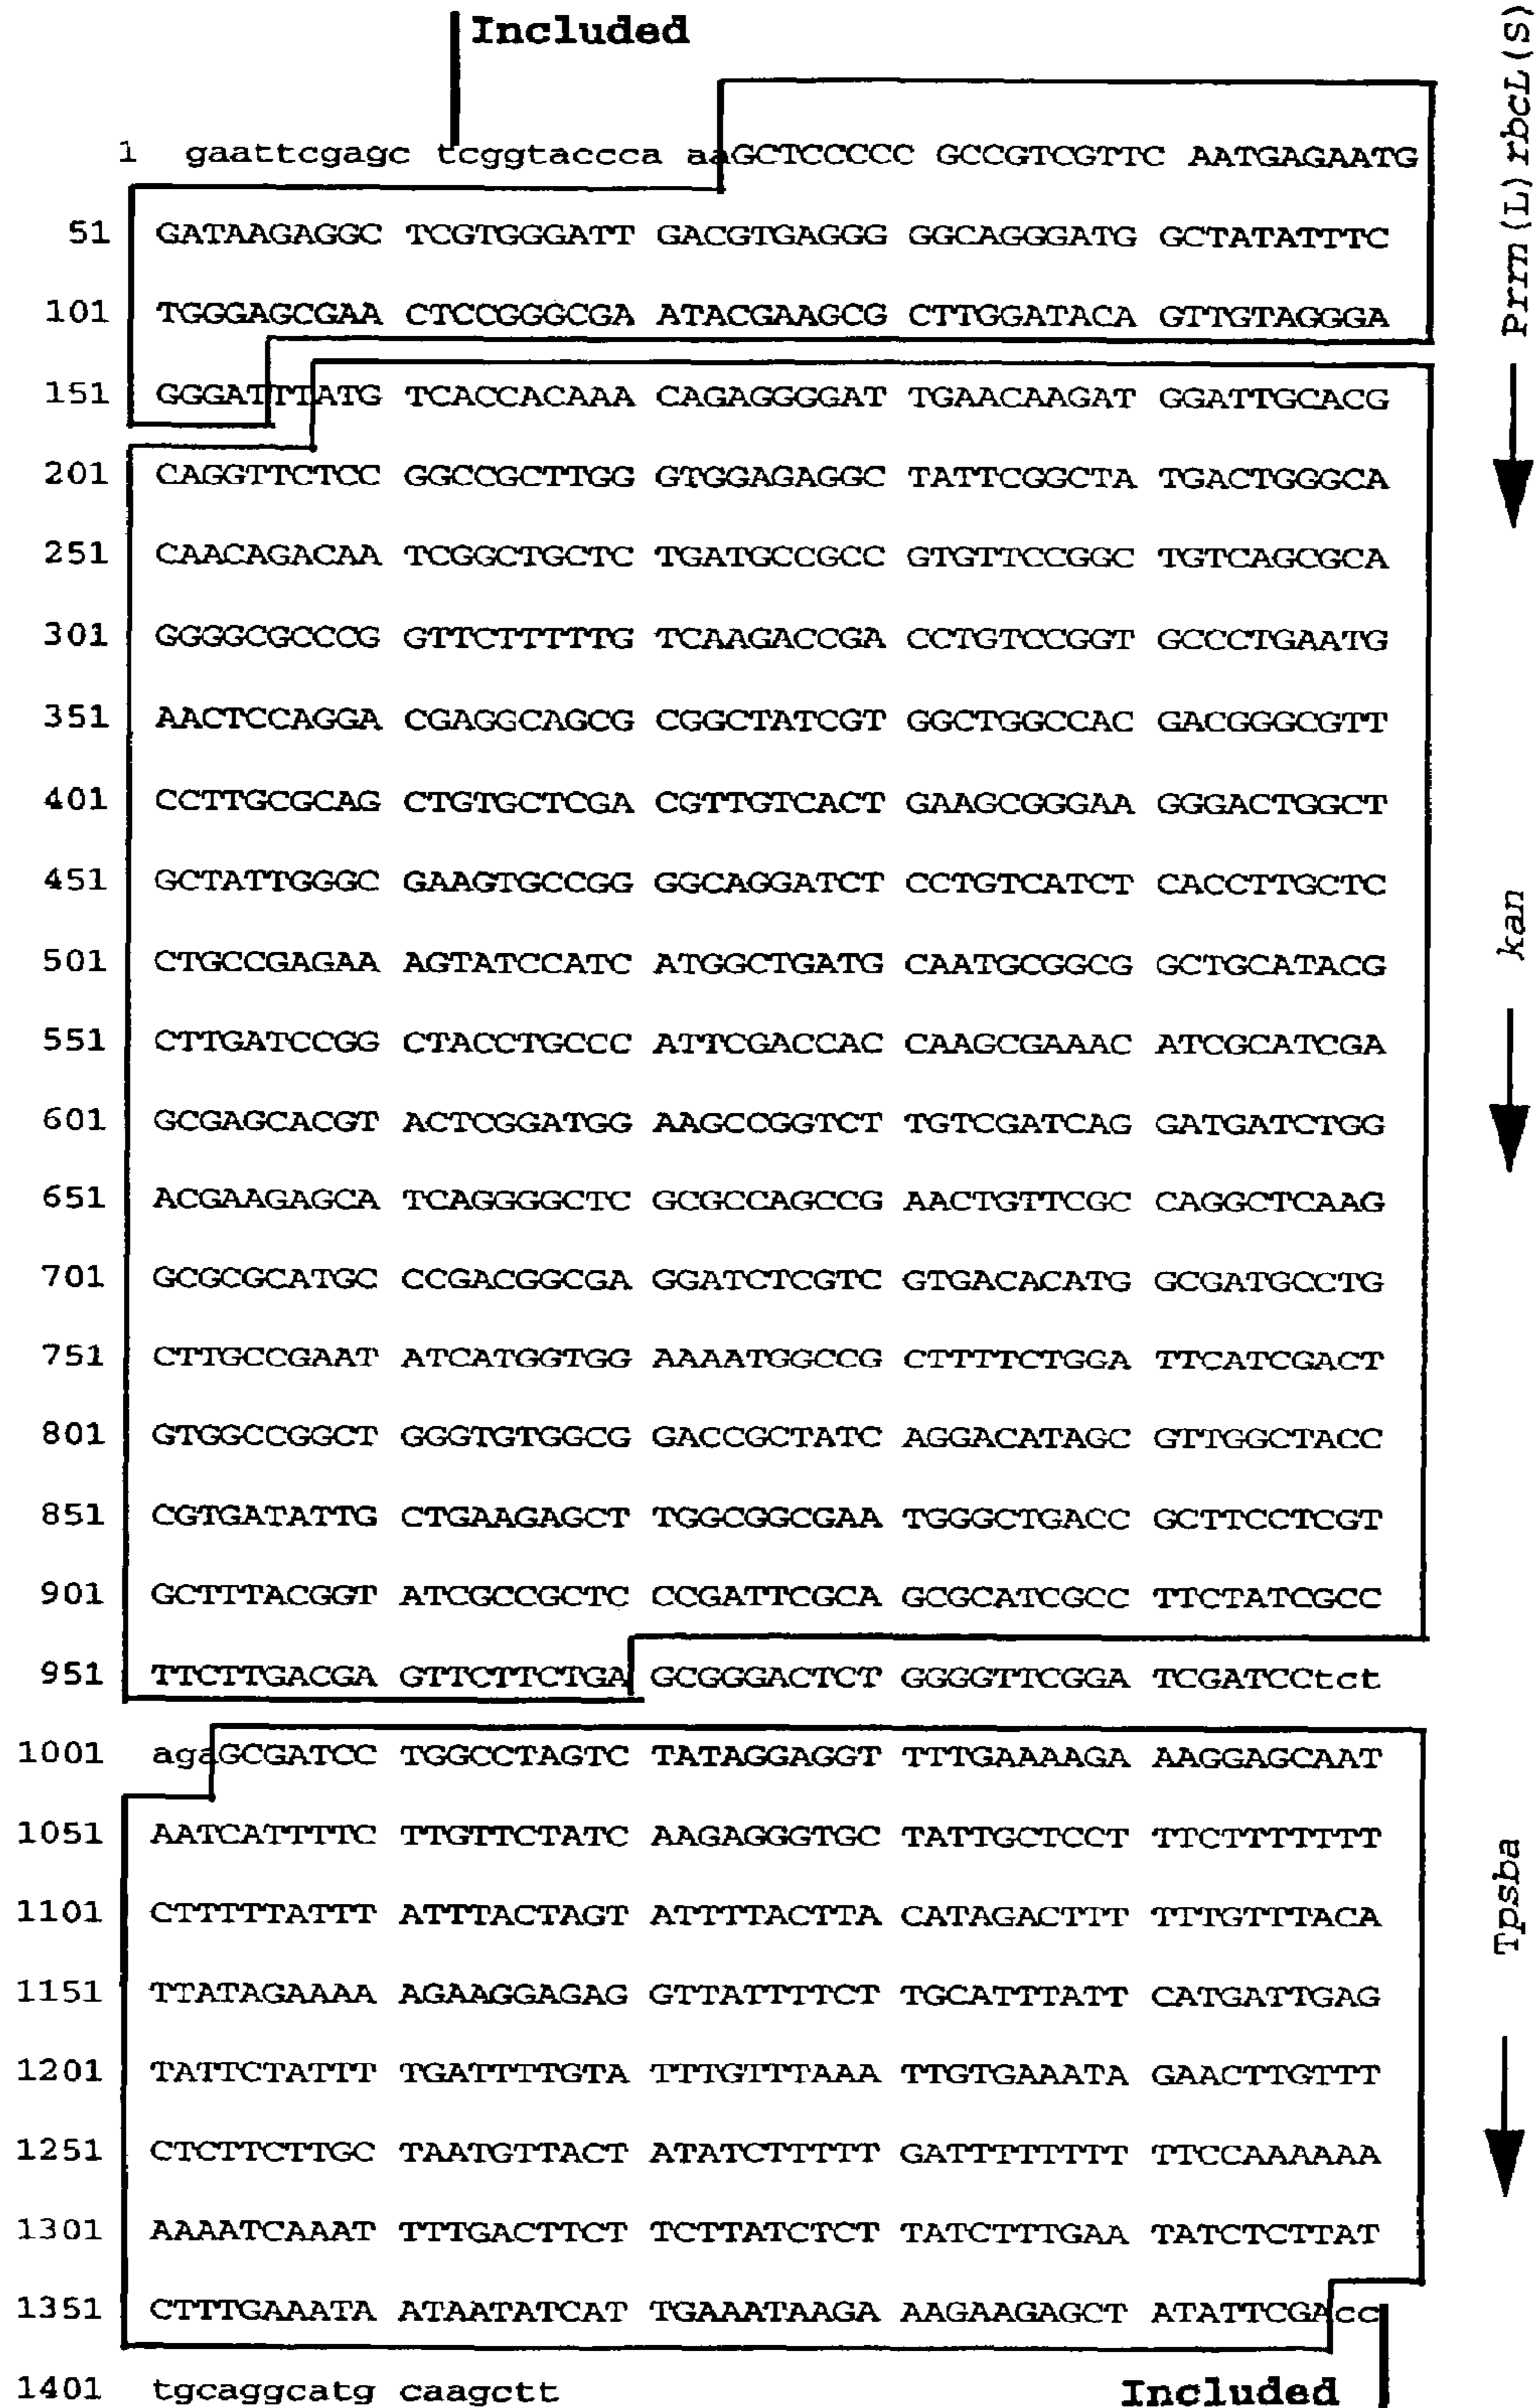 Included
1 gaattcgagc tcggtaccca aaGCTCCCCC GCCGTCGTTC AATGAGAATG
51 GATAAGAGGC TCGTGGGATT GACGTGAGGG GGCAGGGATG GCTATATTTC
101 TGGGAGCGAA CTCCGGGCGA ATACGAAGCG CTTGGATACA GTTGTAGGGA
151 GGGATTTATG TCACCACAAA CAGAGGGGAT TGAACAAGAT GGATTGCACG
201 CAGGTTCTCC GGCCGCTTGG GTGGAGAGGC TATTCGGCTA TGACTGGGCA
251 CAACAGACAA TCGGCTGCTC TGATGCCGCC GTGTTCCGGC TGTCAGCGCA
301 GGGGCGCCCG GTTCTTTTTG TCAAGACCGA CCTGTCCGGT GCCCTGAATG
351 AACTCCAGGA CGAGGCAGCG CGGCTATCGT GGCTGGCCAC GACGGGCGTT
401 CCTTGCGCAG CTGTGCTCGA CGTTGTCACT GAAGCGGGAA GGGACTGGCT
451 GCTATTGGGC GAAGTGCCGG GGCAGGATCT CCTGTCATCT CACCTTGCTC
501 CTGCCGAGAA AGTATCCATC ATGGCTGATG CAATGCGGCG GCTGCATACG
551 CTTGATCCGG CTACCTGCCC ATTCGACCAC CAAGCGAAAC ATCGCATCGA
601 GCGAGCACGT ACTCGGATGG AAGCCGGTCT TGTCGATCAG GATGATCTGG
651 ACGAAGAGCA TCAGGGGCTC GCGCCAGCCG AACTGTTCGC CAGGCTCAAG
701 GCGCGCATGC CCGACGGCGA GGATCTCGTC GTGACACATG GCGATGCCTG
751 CTTGCCGAAT ATCATGGTGG AAAATGGCCG CTTTTCTGGA TTCATCGACT
801 GTGGCCGGCT GGGTGTGGCG GACCGCTATC AGGACATAGC GTTGGCTACC
851 CGTGATATTG CTGAAGAGCT TGGCGGCGAA TGGGCTGACC GCTTCCTCGT
901 GCTTTACGGT ATCGCCGCTC CCGATTCGCA GCGCATCGCC TTCTATCGCC
951 TTCTTGACGA GTTCTTCTGA GCGGGACTCT GGGGTTCGGA TCGATCCtct
1001 agaGCGATCC TGGCCTAGTC TATAGGAGGT TTTGAAAAGA AAGGAGCAAT
1051 AATCATTTTC TTGTTCTATC AAGAGGGTGC TATTGCTCCT TTCTTTTTTT
1101 CTTTTTATTT ATTTACTAGT ATTTTACTTA CATAGACTTT TTTGTTTACA
1151 TTATAGAAAA AGAAGGAGAG GTTATTTTCT TGCATTTATT CATGATTGAG
1201 TATTCTATTT TGATTTTGTA TTTGTTTAAA TTGTGAAATA GAACTTGTTT
1251 CTCTTCTTGC TAATGTTACT ATATCTTTTT GATTTTTTTT TTCCAAAAAA
1301 AAAATCAAAT TTTGACTTCT TCTTATCTCT TATCTTTGAA TATCTCTTAT
1351 CTTTGAAATA ATAATATCAT TGAAATAAGA AAGAAGAGCT ATATTCGAcc
1401 tgcaggcatg caagctt
Included
Prrn(L)rbcL(S)
kan
Tpsba